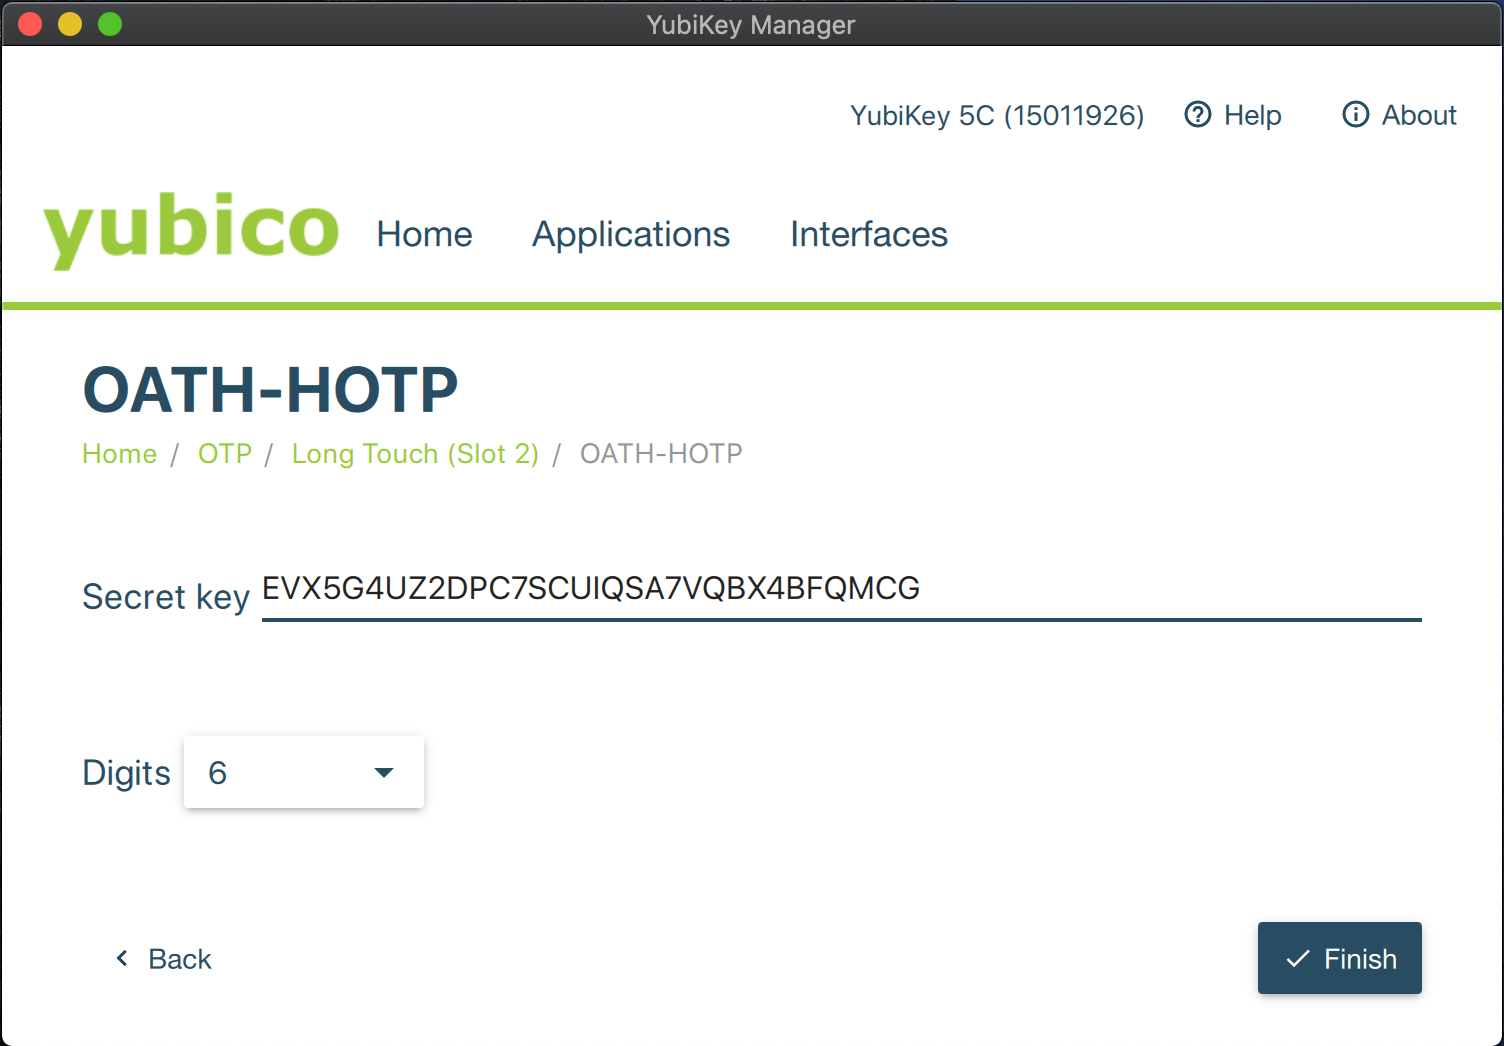 YubiKey Manager
YubiKey 5C (15011926) Help About
yubico Home Applications Interfaces
OATH-HOTP
Home / OTP / Long Touch (Slot 2) / OATH-HOTP
Secret key EVX5G4UZ2DPC7SCUIQSA7VQBX4BFQMCG
Digits 6
Back Finish